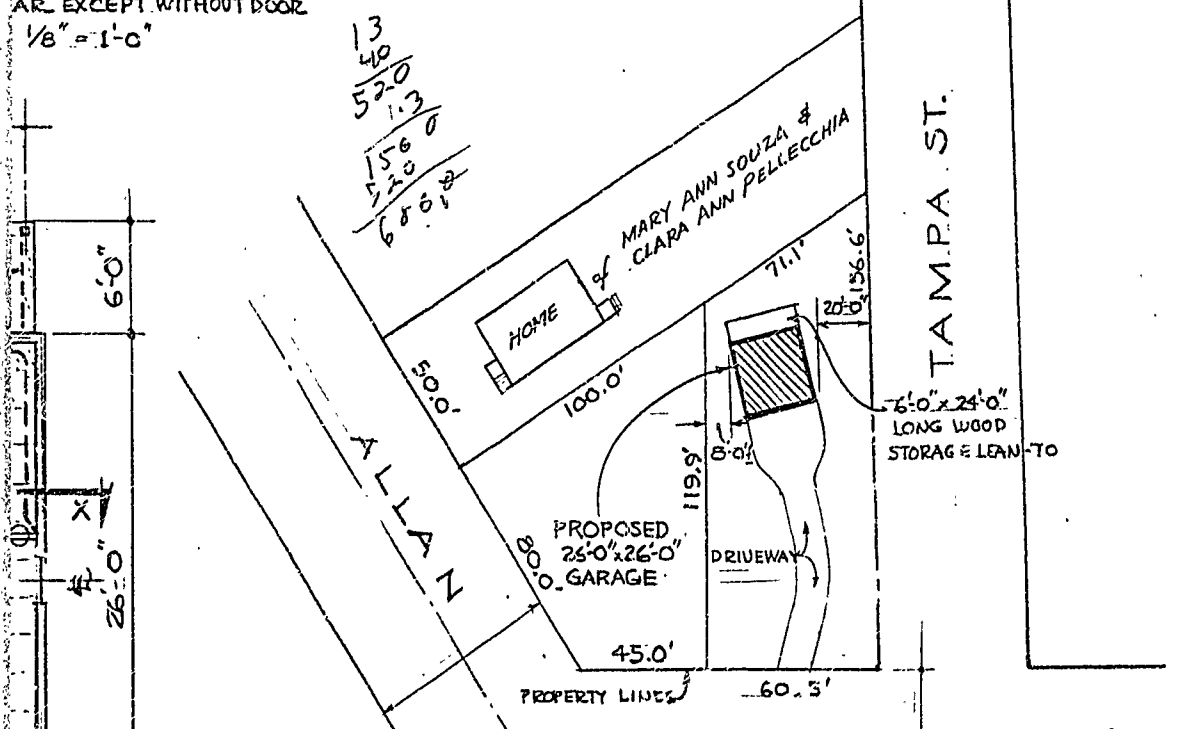 AR EXCEPT WITHOUT DOOR
1/8" = 1'-0"
13
40
520
1.3
1560
520
6'-0"
26'-0"
X
HOME
of
MARY ANN SOUZA &
CLARA ANN PELLECCHIA
TAMPA ST.
71.1'
156.6'
20'-0"
50.0'
100.0'
6'-0" x 24'-0"
LONG WOOD
STORAGE LEAN-TO
8'-0"±
119.9'
ALLAN
80.0
PROPOSED
26'-0"x26'-0"
GARAGE
DRIVEWAY
45.0'
PROPERTY LINES
60.5'